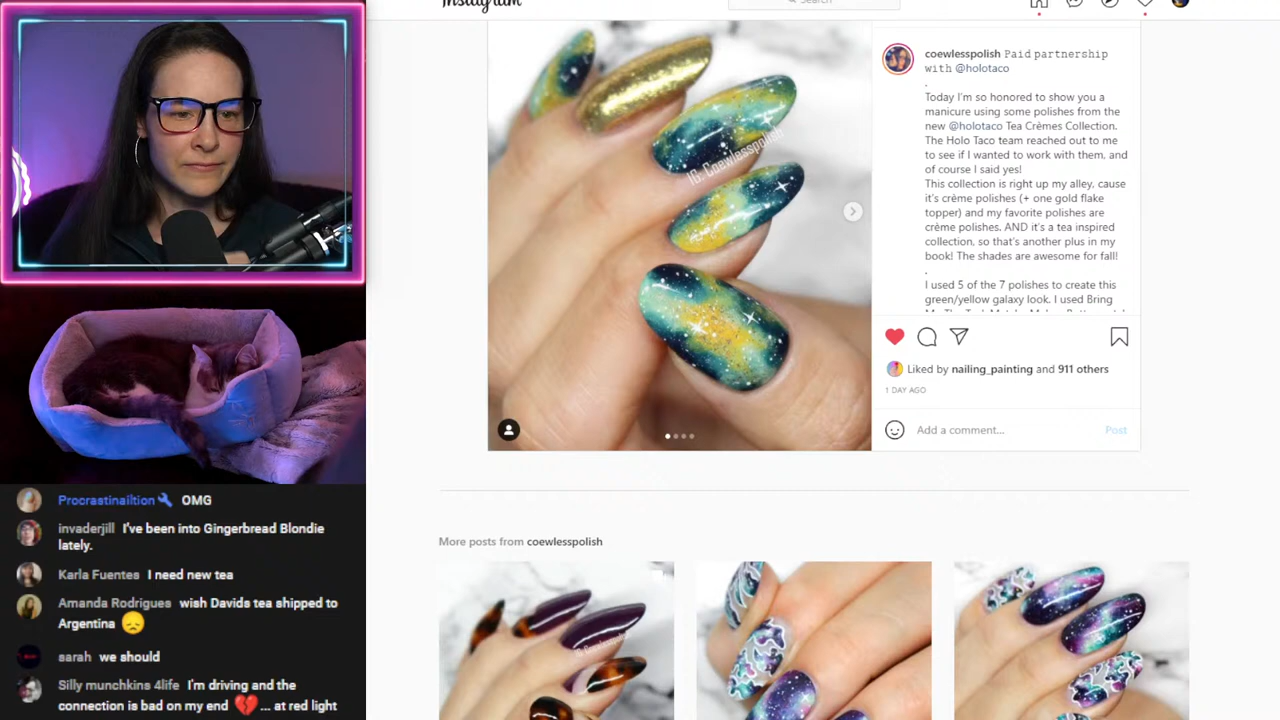 Instagram
Search
coewlesspolish Paid partnership
with @holotaco
.
Today I'm so honored to show you a
manicure using some polishes from the
new @holotaco Tea Crèmes Collection.
The Holo Taco team reached out to me
to see if I wanted to work with them, and
of course I said yes!
This collection is right up my alley, cause
it's crème polishes (+ one gold flake
topper) and my favorite polishes are
crème polishes. AND it's a tea inspired
collection, so that's another plus in my
book! The shades are awesome for fall!
.
I used 5 of the 7 polishes to create this
green/yellow galaxy look. I used Bring
IG: Coewlesspolish
Liked by nailing_painting and 911 others
1 DAY AGO
Add a comment... Post
More posts from coewlesspolish
Procrastinailtion OMG
invaderjill I've been into Gingerbread Blondie
lately.
Karla Fuentes I need new tea
Amanda Rodrigues wish Davids tea shipped to
Argentina 😞
sarah we should
Silly munchkins 4life I'm driving and the
connection is bad on my end 💔... at red light